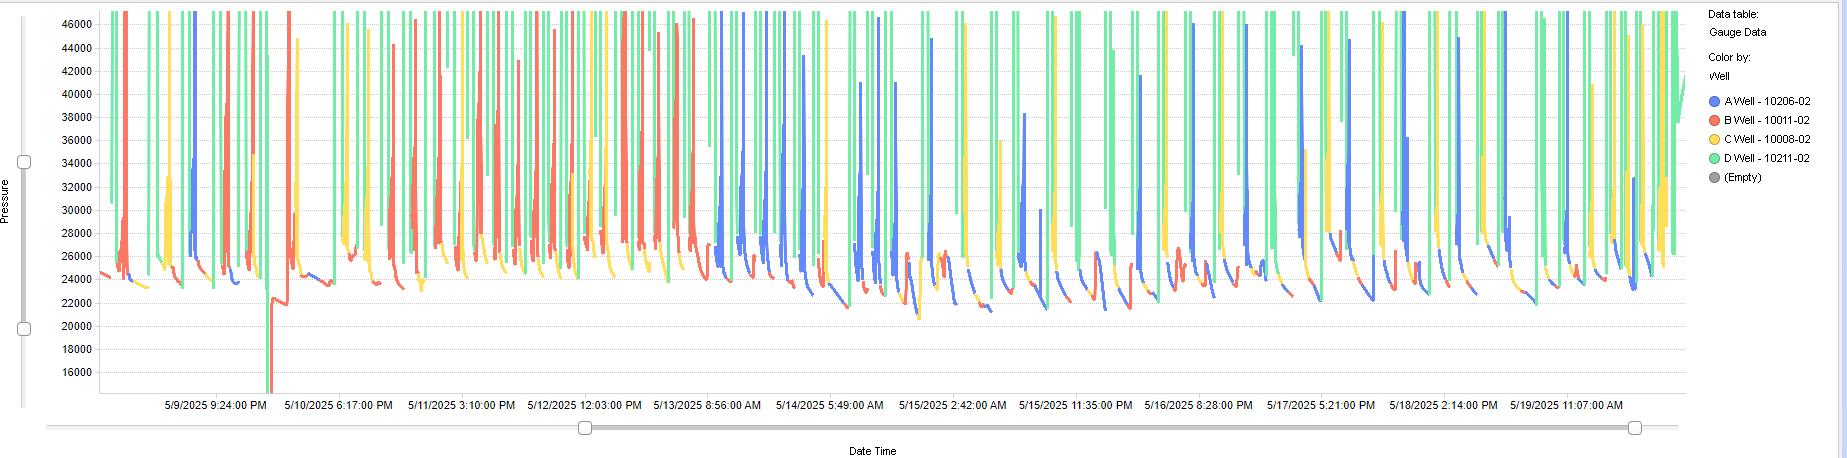 46000
44000
42000
40000
38000
36000
34000
32000
30000
28000
26000
24000
22000
20000
18000
16000
Pressure
5/9/2025 9:24:00 PM
5/10/2025 6:17:00 PM
5/11/2025 3:10:00 PM
5/12/2025 12:03:00 PM
5/13/2025 8:56:00 AM
5/14/2025 5:49:00 AM
5/15/2025 2:42:00 AM
5/15/2025 11:35:00 PM
5/16/2025 8:28:00 PM
5/17/2025 5:21:00 PM
5/18/2025 2:14:00 PM
5/19/2025 11:07:00 AM
Date Time
Data table:
Gauge Data
Color by:
Well
A Well - 10206-02
B Well - 10011-02
C Well - 10008-02
D Well - 10211-02
(Empty)